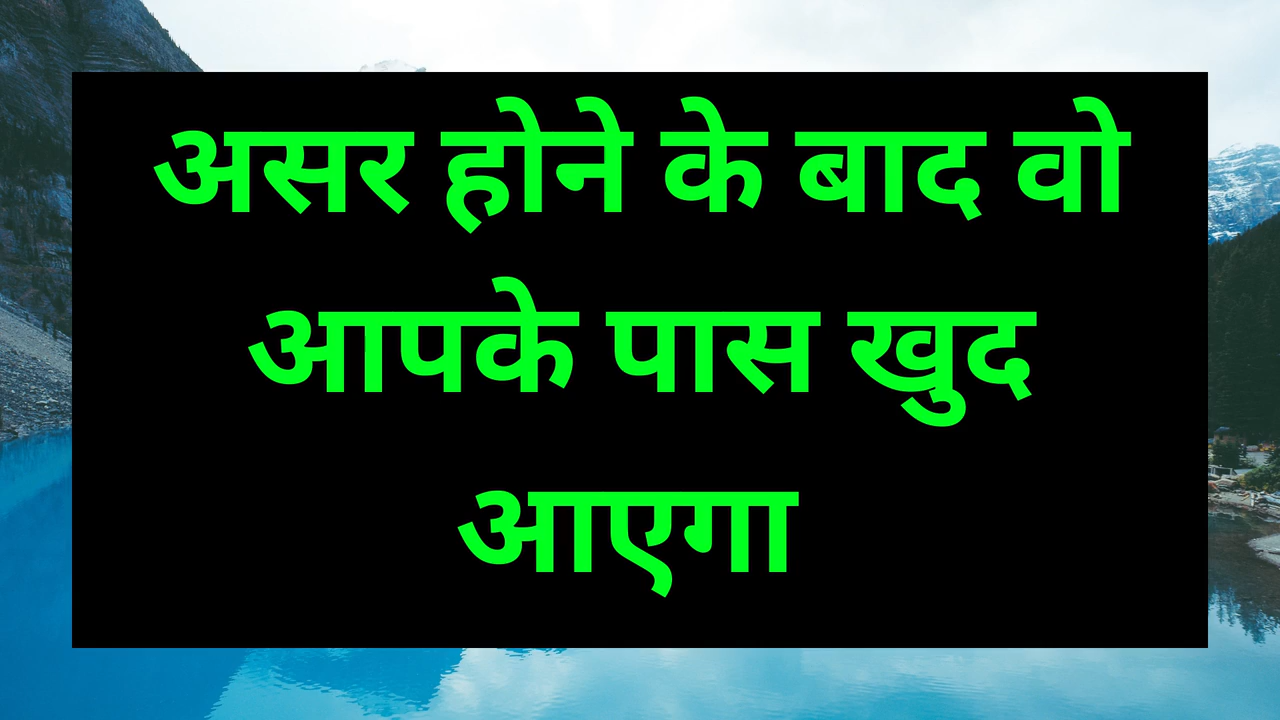 असर होने के बाद वो
आपके पास खुद
आएगा